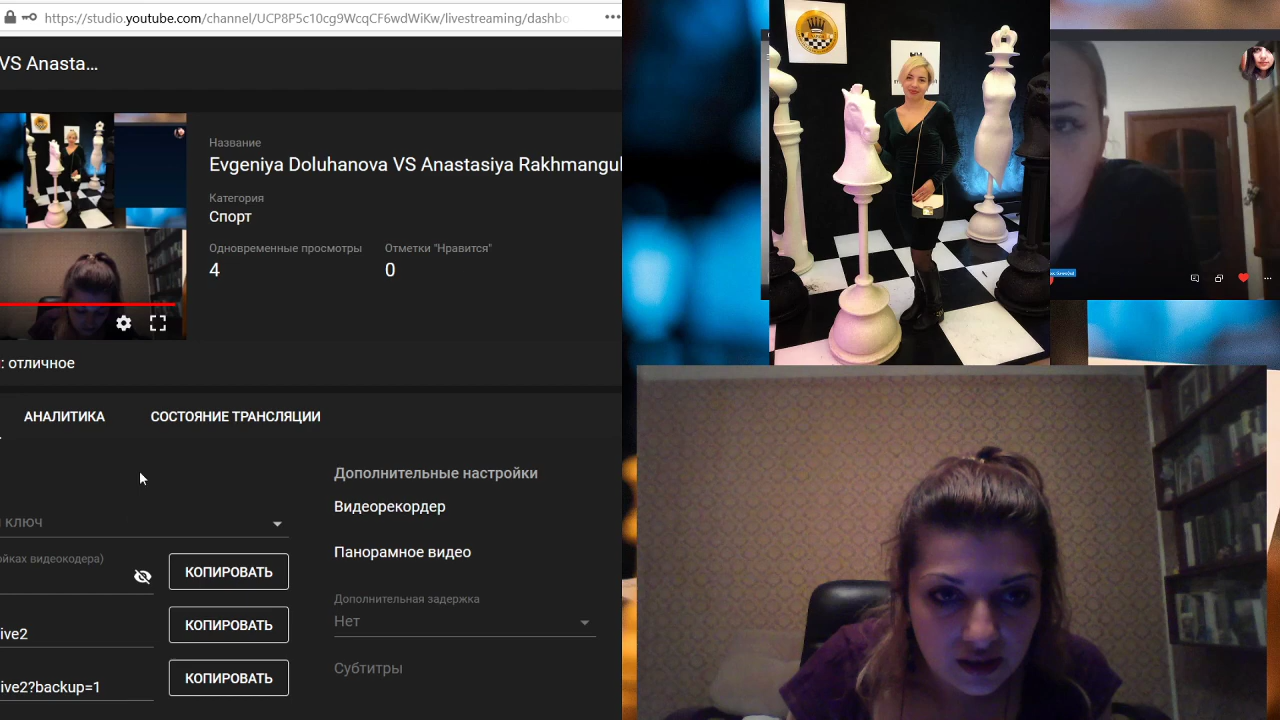 https://studio.youtube.com/channel/UCP8P5c10cg9WcqCF6wdWiKw/livestreaming/dashbo
VS Anasta...
Название
Evgeniya Doluhanova VS Anastasiya Rakhmangul
Категория
Спорт
Одновременные просмотры
Отметки "Нравится"
4
0
: отличное
АНАЛИТИКА
СОСТОЯНИЕ ТРАНСЛЯЦИИ
Дополнительные настройки
Видеорекордер
КЛЮЧ
Панорамное видео
ойках видеокодера)
КОПИРОВАТЬ
Дополнительная задержка
Нет
ive2
КОПИРОВАТЬ
Субтитры
ive2?backup=1
КОПИРОВАТЬ